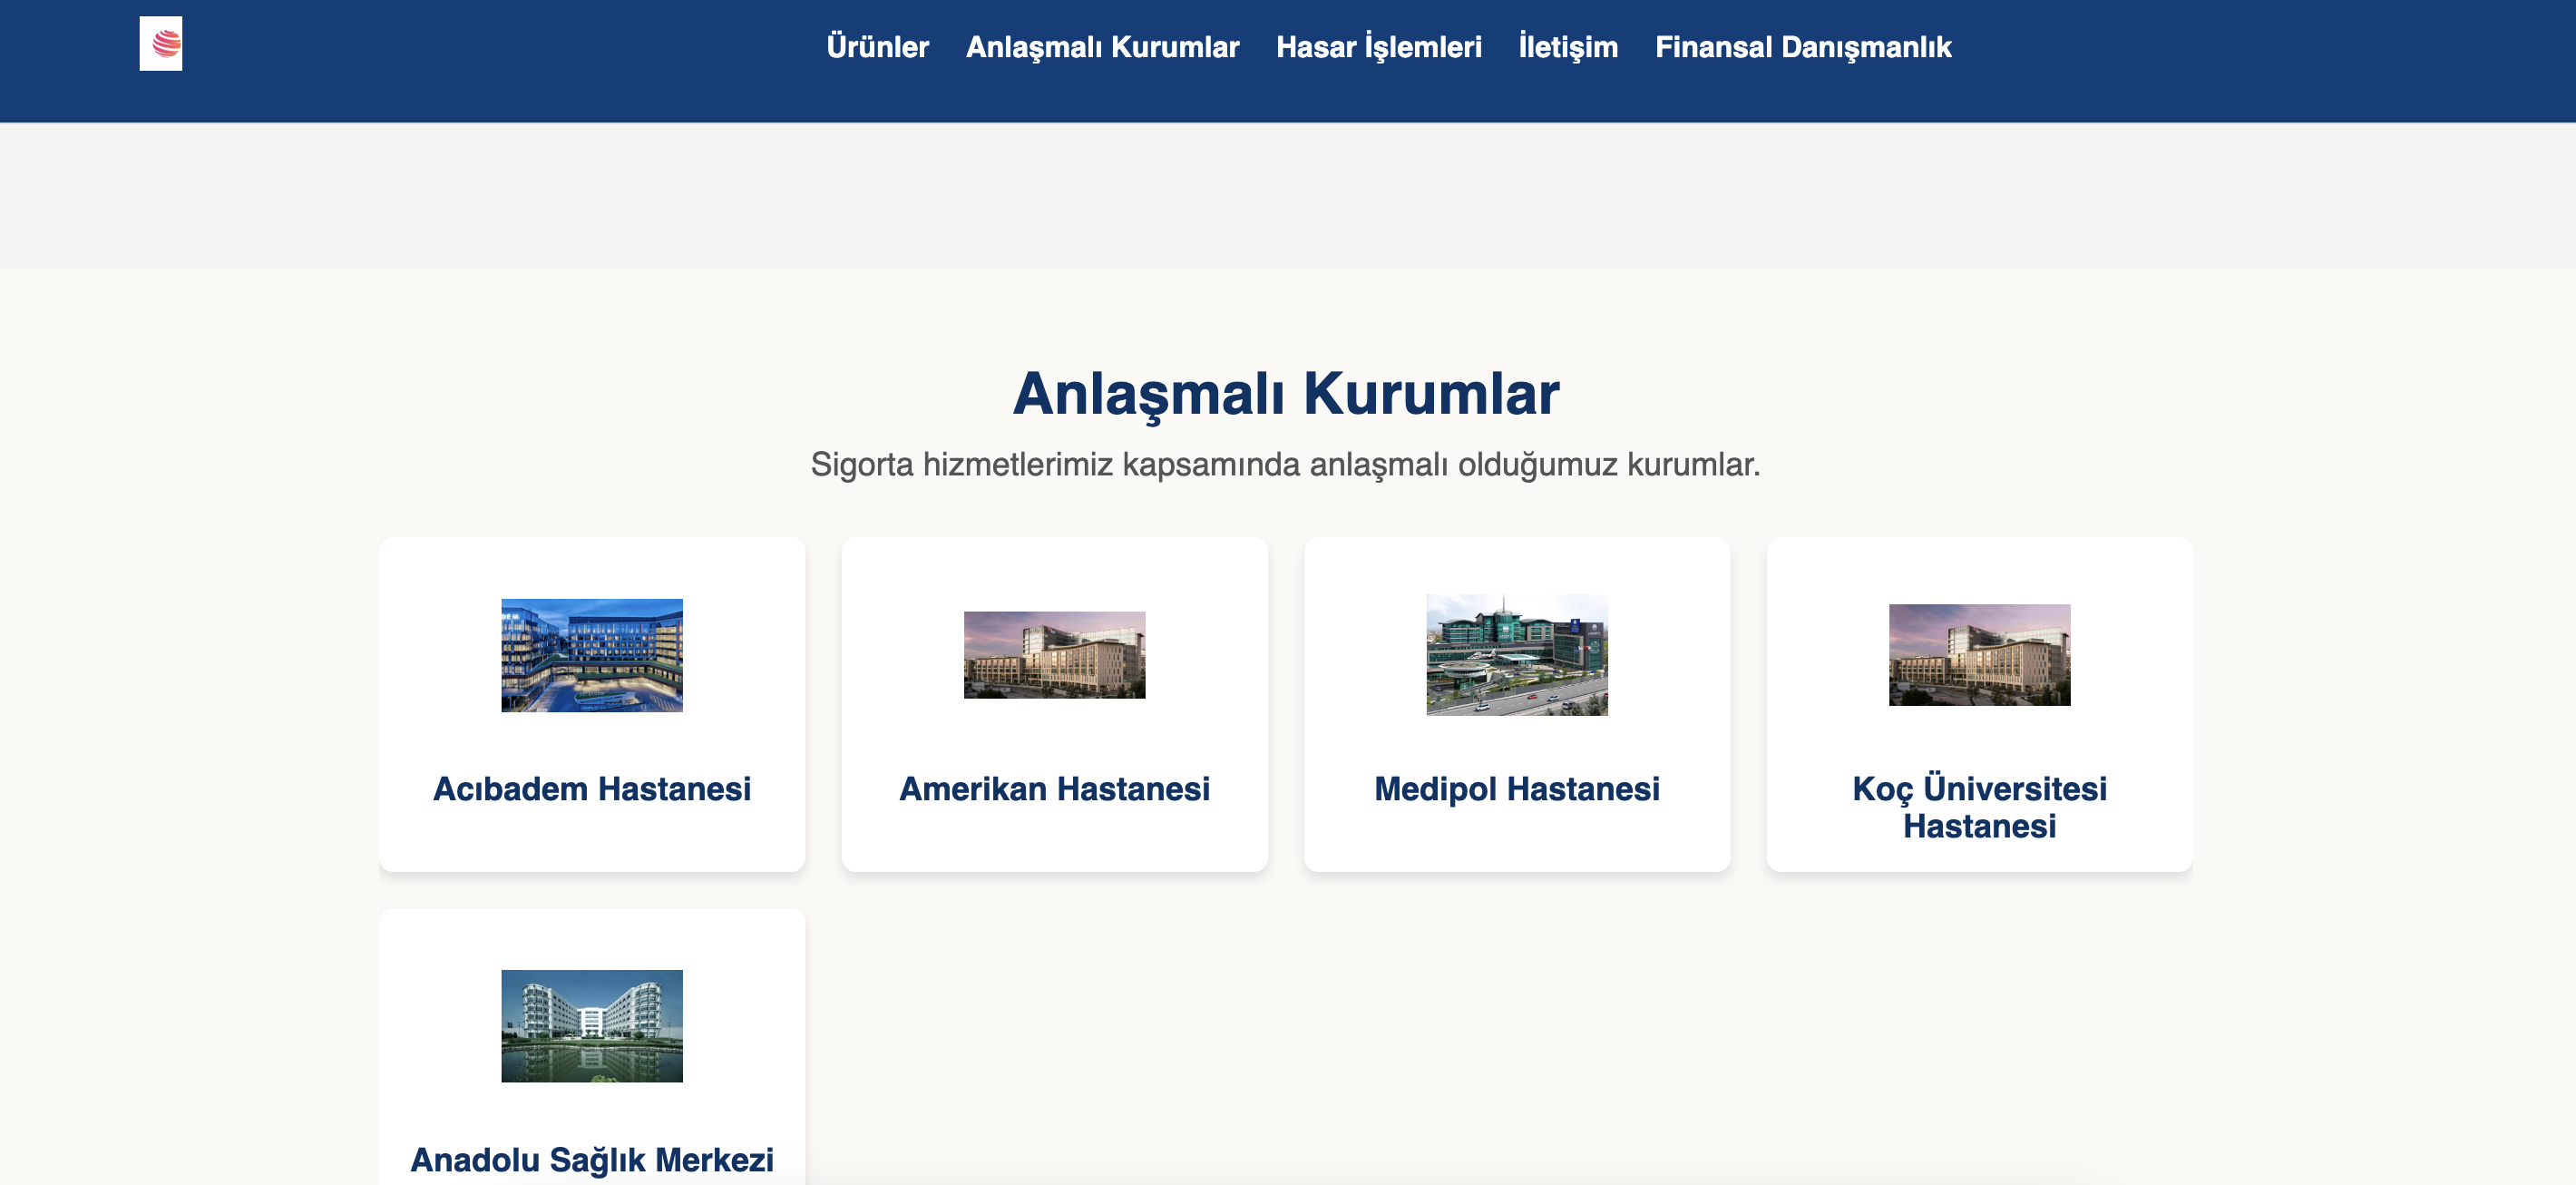 Ürünler Anlaşmalı Kurumlar Hasar İşlemleri İletişim Finansal Danışmanlık
Anlaşmalı Kurumlar
Sigorta hizmetlerimiz kapsamında anlaşmalı olduğumuz kurumlar.
Acıbadem Hastanesi
Amerikan Hastanesi
Medipol Hastanesi
Koç Üniversitesi
Hastanesi
Anadolu Sağlık Merkezi